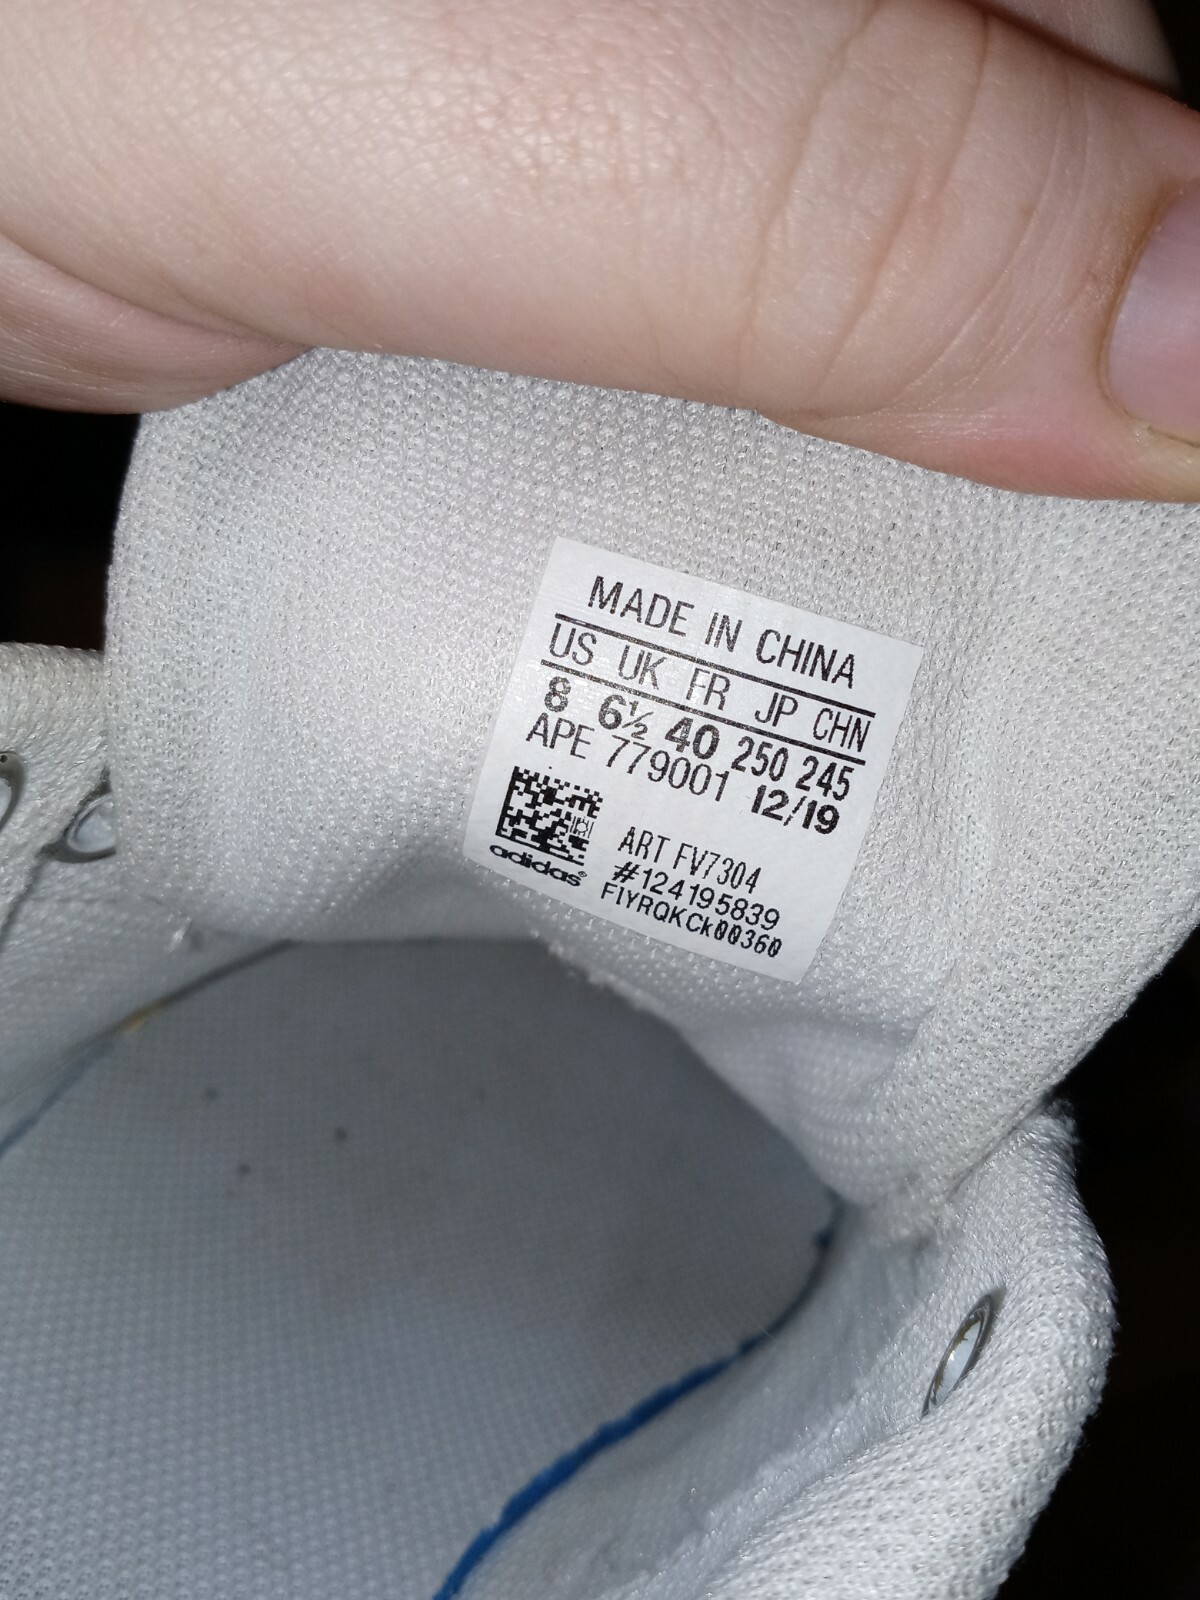 MADE IN CHINA
US UK FR JP CHN
8 6½ 40 250 245
APE 779001 12/19
ART FV7304
#124195839
FIYRQKCk00360
adidas®